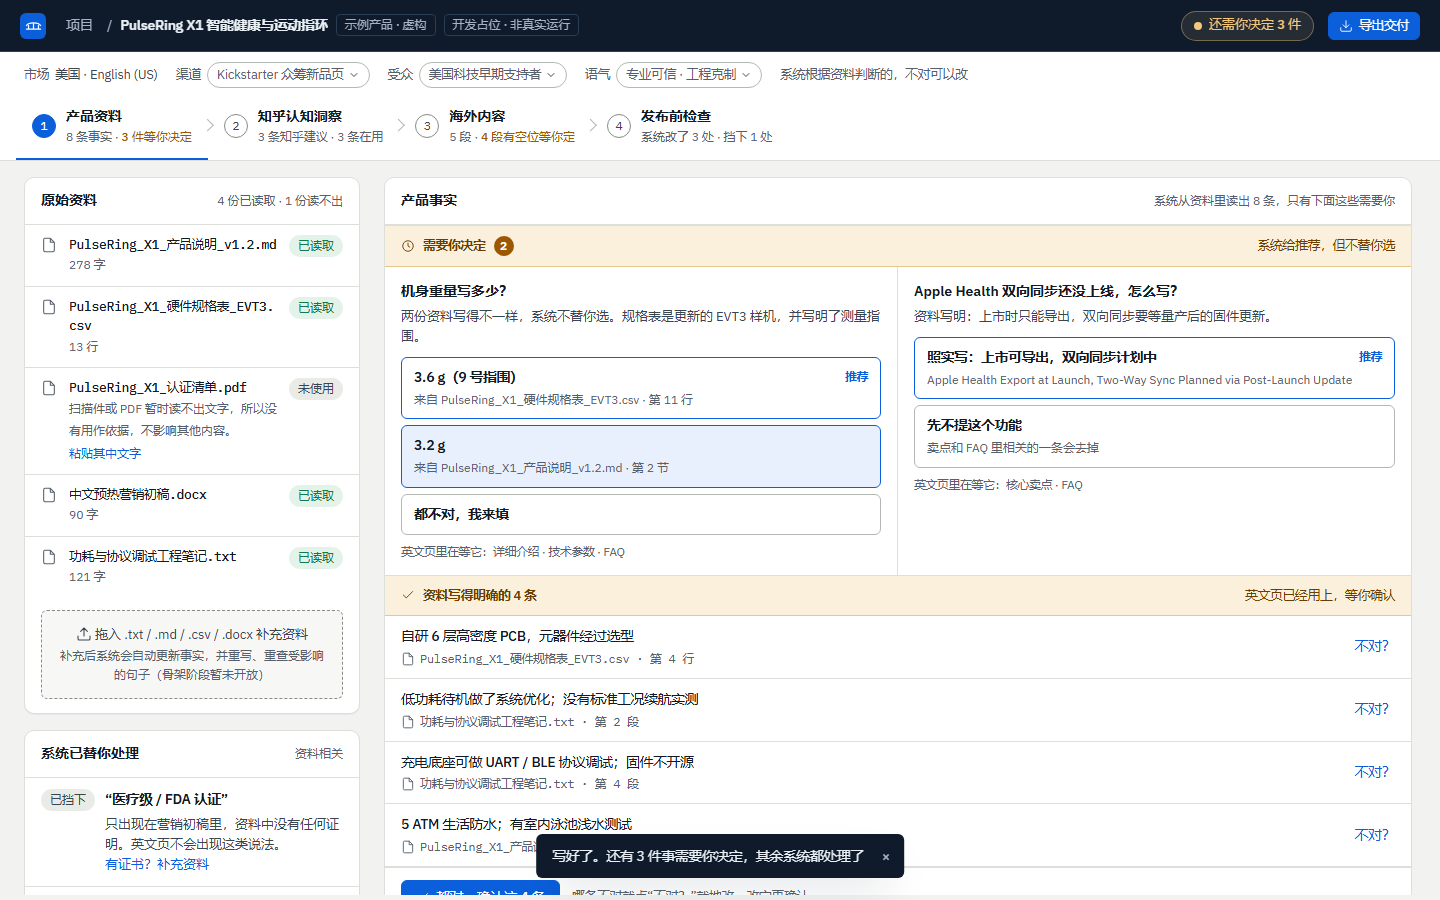 项目 / PulseRing X1 智能健康与运动指环 示例产品 · 虚构 开发占位 · 非真实运行 还需你决定 3 件 导出交付
市场 美国 · English (US) 渠道 Kickstarter 众筹新品页 受众 美国科技早期支持者 语气 专业可信 · 工程克制 系统根据资料判断的，不对可以改
1 产品资料
8 条事实 · 3 件等你决定
2 知乎认知洞察
3 条知乎建议 · 3 条在用
3 海外内容
5 段 · 4 段有空位等你定
4 发布前检查
系统改了 3 处 · 挡下 1 处
原始资料 4 份已读取 · 1 份读不出
PulseRing_X1_产品说明_v1.2.md 已读取
278 字
PulseRing_X1_硬件规格表_EVT3.
csv 已读取
13 行
PulseRing_X1_认证清单.pdf 未使用
扫描件或 PDF 暂时读不出文字，所以没
有用作依据，不影响其他内容。
粘贴其中文字
中文预热营销初稿.docx 已读取
90 字
功耗与协议调试工程笔记.txt 已读取
121 字
拖入 .txt / .md / .csv / .docx 补充资料
补充后系统会自动更新事实，并重写、重查受影响
的句子（骨架阶段暂未开放）
系统已替你处理 资料相关
已挡下 “医疗级 / FDA 认证”
只出现在营销初稿里，资料中没有任何证
明。英文页不会出现这类说法。
有证书？补充资料
产品事实 系统从资料里读出 8 条，只有下面这些需要你
需要你决定 2 系统给推荐，但不替你选
机身重量写多少？
两份资料写得不一样，系统不替你选。规格表是更新的 EVT3 样机，并写明了测量指
围。
3.6 g（9 号指围） 推荐
来自 PulseRing_X1_硬件规格表_EVT3.csv · 第 11 行
3.2 g
来自 PulseRing_X1_产品说明_v1.2.md · 第 2 节
都不对，我来填
英文页里在等它：详细介绍 · 技术参数 · FAQ
Apple Health 双向同步还没上线，怎么写？
资料写明：上市时只能导出，双向同步要等量产后的固件更新。
照实写：上市可导出，双向同步计划中 推荐
Apple Health Export at Launch, Two-Way Sync Planned via Post-Launch Update
先不提这个功能
卖点和 FAQ 里相关的一条会去掉
英文页里在等它：核心卖点 · FAQ
资料写得明确的 4 条 英文页已经用上，等你确认
自研 6 层高密度 PCB，元器件经过选型 不对？
PulseRing_X1_硬件规格表_EVT3.csv · 第 4 行
低功耗待机做了系统优化；没有标准工况续航实测 不对？
功耗与协议调试工程笔记.txt · 第 2 段
充电底座可做 UART / BLE 协议调试；固件不开源 不对？
功耗与协议调试工程笔记.txt · 第 4 段
5 ATM 生活防水；有室内泳池浅水测试 不对？
PulseRing_X1_产品
写好了。还有 3 件事需要你决定，其余系统都处理了 ×